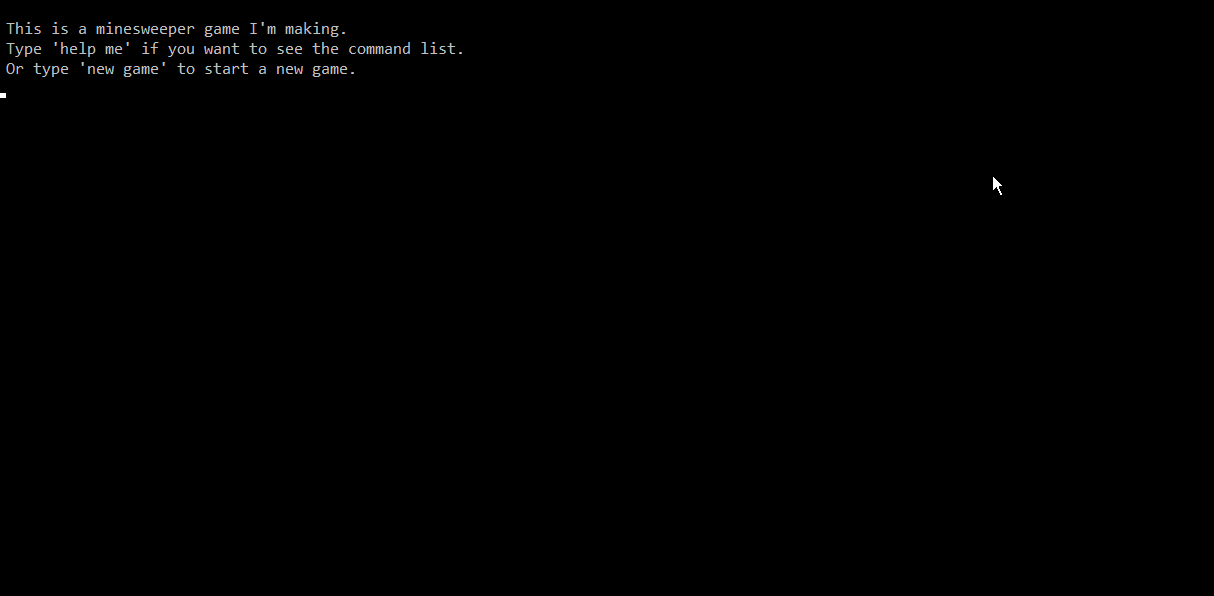 This is a minesweeper game I'm making.
Type 'help me' if you want to see the command list.
Or type 'new game' to start a new game.